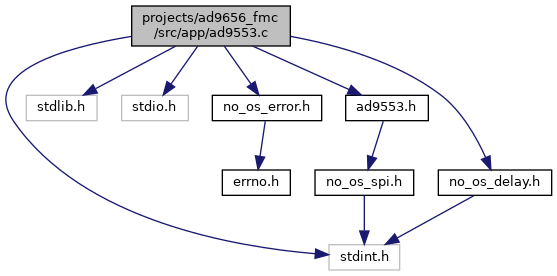 projects/ad9656_fmc
/src/app/ad9553.c
stdlib.h
stdio.h
no_os_error.h
ad9553.h
errno.h
no_os_spi.h
no_os_delay.h
stdint.h